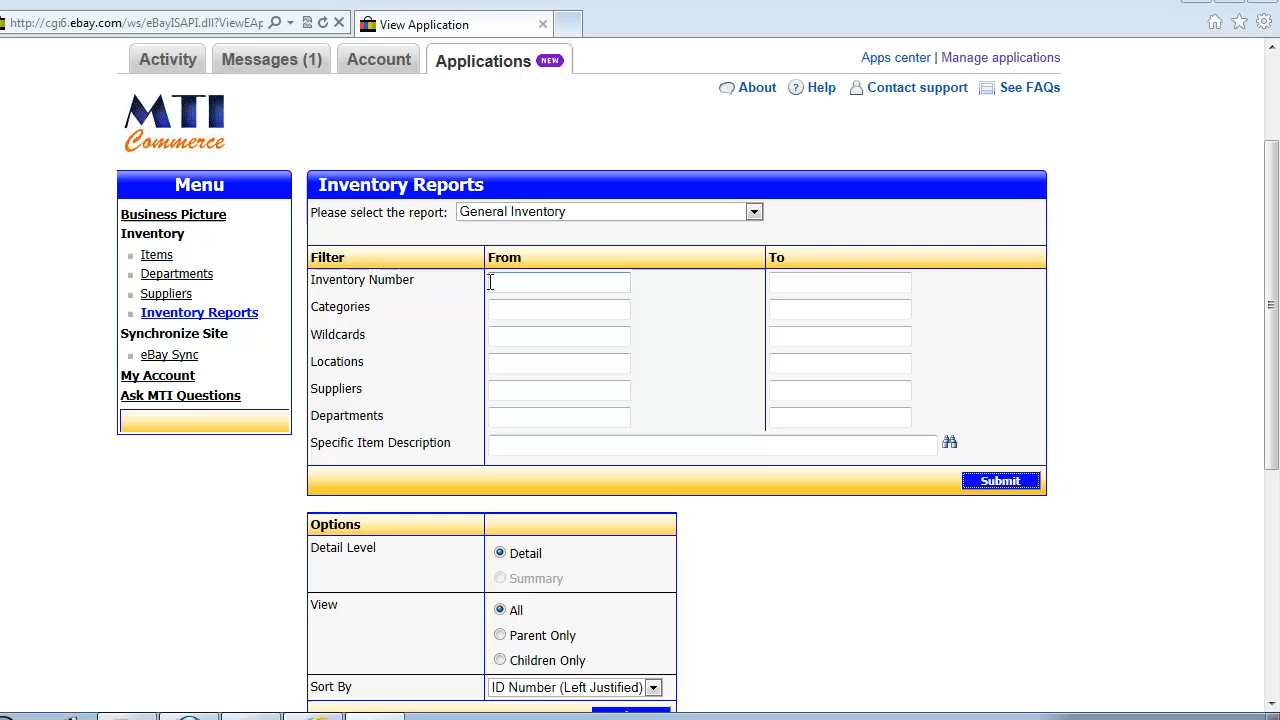 http://cgi6.ebay.com/ws/eBayISAPI.dll?ViewEAp
View Application
Activity
Messages (1)
Account
Applications NEW
Apps center | Manage applications
About
Help
Contact support
See FAQs
MTI
Commerce
Menu
Business Picture
Inventory
Items
Departments
Suppliers
Inventory Reports
Synchronize Site
eBay Sync
My Account
Ask MTI Questions
Inventory Reports
Please select the report: General Inventory
Filter From To
Inventory Number
Categories
Wildcards
Locations
Suppliers
Departments
Specific Item Description
Submit
Options
Detail Level
Detail
Summary
View
All
Parent Only
Children Only
Sort By ID Number (Left Justified)